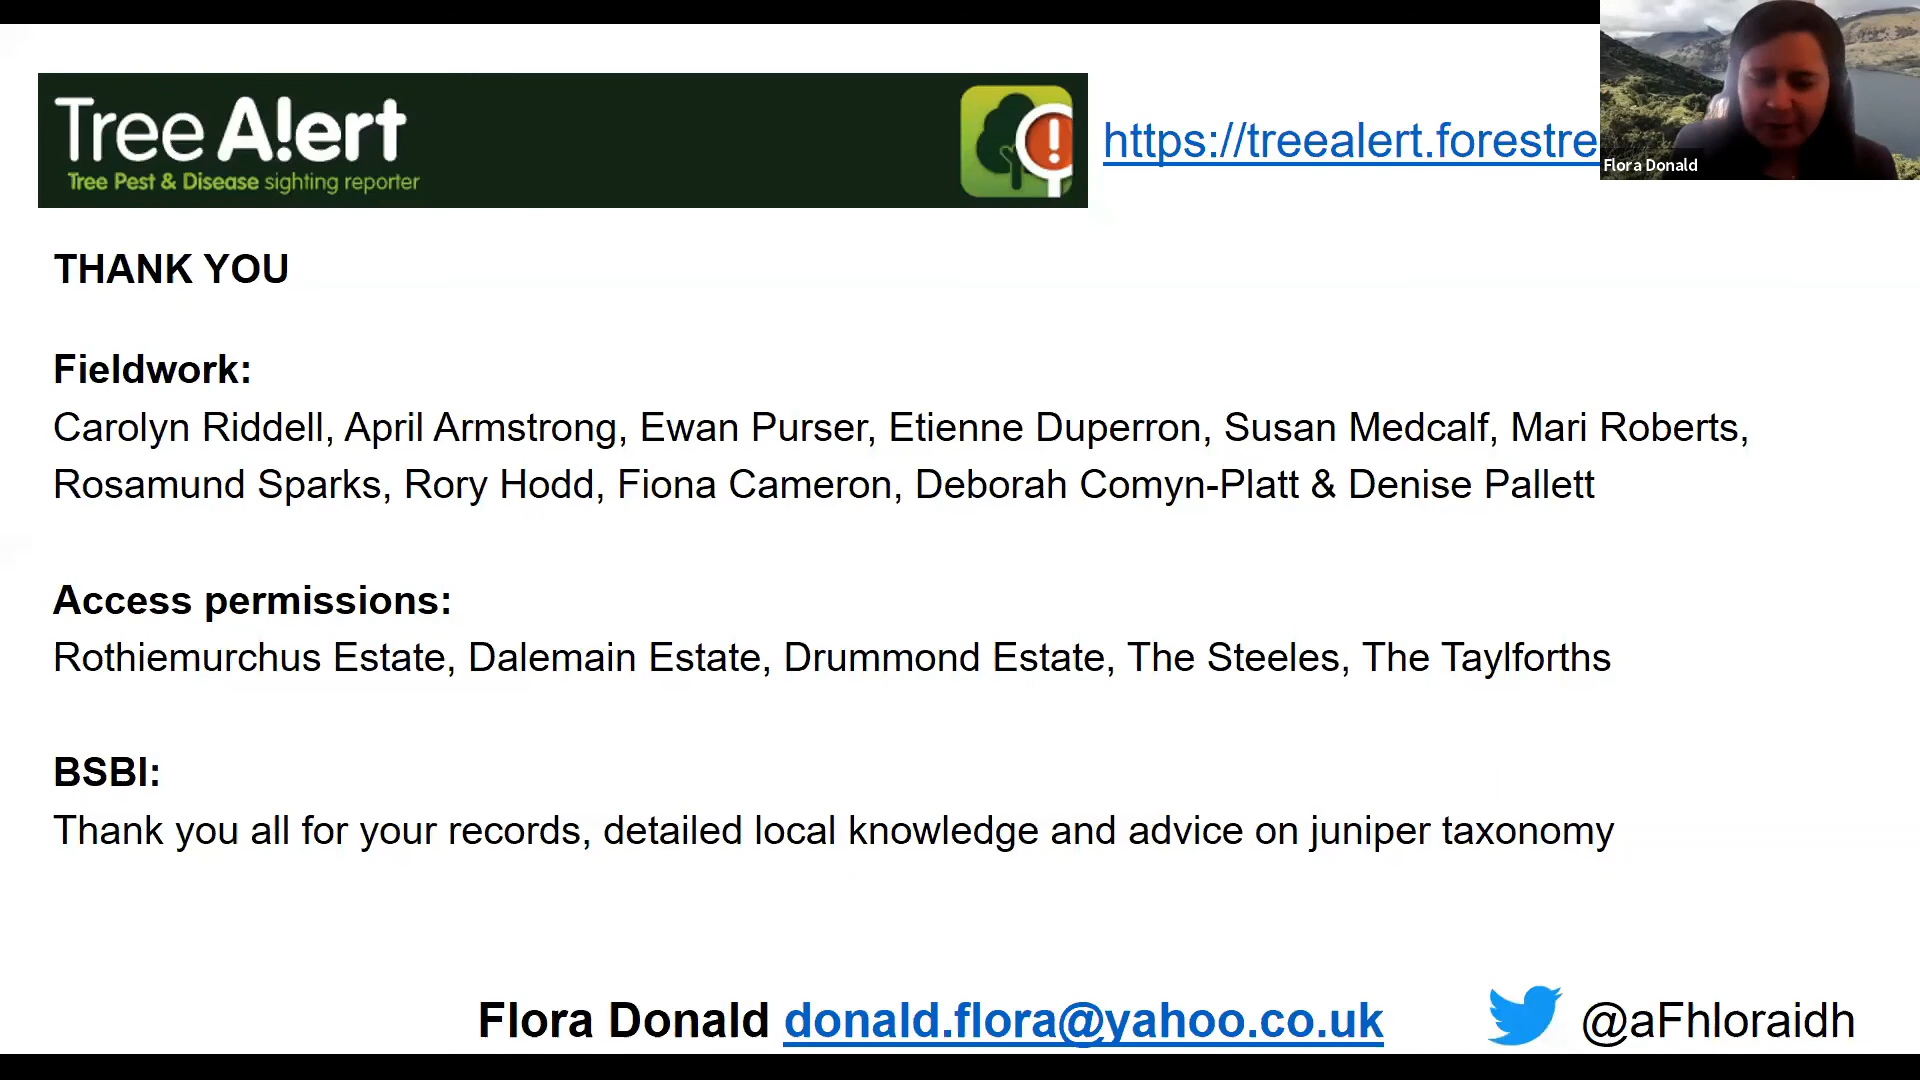 Tree A!ert
Tree Pest & Disease sighting reporter
https://treealert.forestre
Flora Donald
THANK YOU
Fieldwork:
Carolyn Riddell, April Armstrong, Ewan Purser, Etienne Duperron, Susan Medcalf, Mari Roberts,
Rosamund Sparks, Rory Hodd, Fiona Cameron, Deborah Comyn-Platt & Denise Pallett
Access permissions:
Rothiemurchus Estate, Dalemain Estate, Drummond Estate, The Steeles, The Taylforths
BSBI:
Thank you all for your records, detailed local knowledge and advice on juniper taxonomy
Flora Donald donald.flora@yahoo.co.uk @aFhloraidh